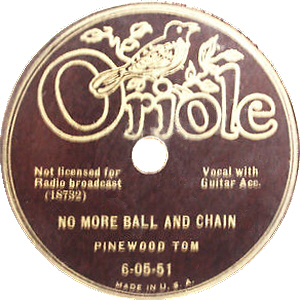 Oriole
Not licensed for
Radio broadcast
(18732)
Vocal with
Guitar Acc.
NO MORE BALL AND CHAIN
PINEWOOD TOM
6-05-51
MADE IN U.S.A.